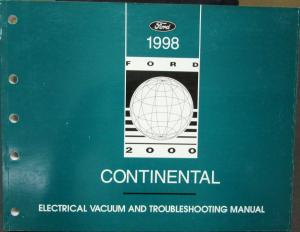 Ford
1998
FORD
2000
CONTINENTAL
ELECTRICAL VACUUM AND TROUBLESHOOTING MANUAL